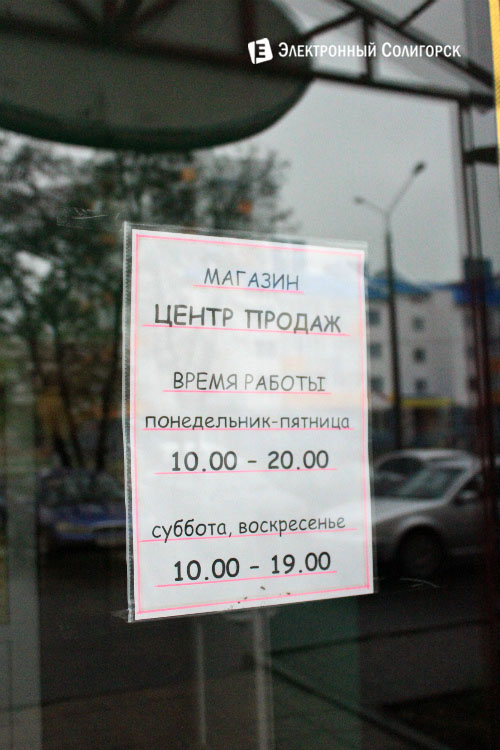 Электронный Солигорск
МАГАЗИН
ЦЕНТР ПРОДАЖ
ВРЕМЯ РАБОТЫ
понедельник-пятница
10.00 – 20.00
суббота, воскресенье
10.00 – 19.00